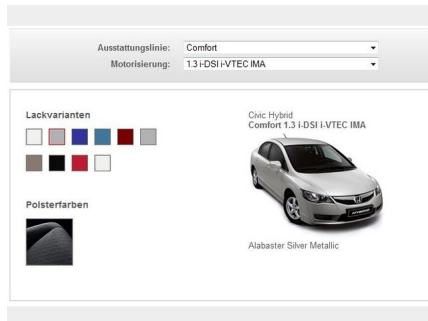 Ausstattungslinie: Comfort
Motorisierung: 1.3 i-DSI i-VTEC IMA
Lackvarianten
Civic Hybrid
Comfort 1.3 i-DSI i-VTEC IMA
Polsterfarben
HYBRID
Alabaster Silver Metallic